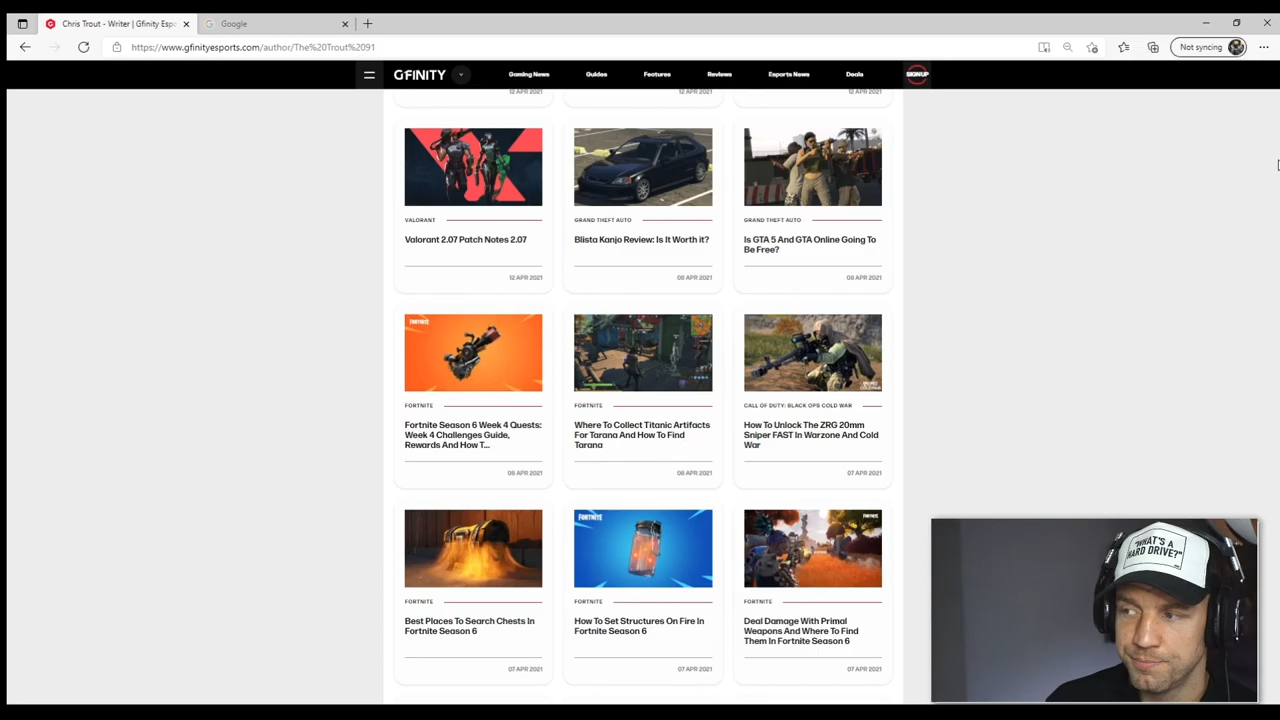 Chris Trout - Writer | Gfinity Espo
Google
https://www.gfinityesports.com/author/The%20Trout%2091
Not syncing
GFINITY
Gaming News
Guides
Features
Reviews
Esports News
Deals
SIGNUP
12 APR 2021
12 APR 2021
12 APR 2021
VALORANT
Valorant 2.07 Patch Notes 2.07
12 APR 2021
GRAND THEFT AUTO
Blista Kanjo Review: Is It Worth it?
08 APR 2021
GRAND THEFT AUTO
Is GTA 5 And GTA Online Going To
Be Free?
08 APR 2021
FORTNITE
FORTNITE
Fortnite Season 6 Week 4 Quests:
Week 4 Challenges Guide,
Rewards And How T...
08 APR 2021
FORTNITE
Where To Collect Titanic Artifacts
For Tarana And How To Find
Tarana
08 APR 2021
CALL OF DUTY: BLACK OPS COLD WAR
How To Unlock The ZRG 20mm
Sniper FAST In Warzone And Cold
War
07 APR 2021
FORTNITE
Best Places To Search Chests In
Fortnite Season 6
07 APR 2021
FORTNITE
FORTNITE
How To Set Structures On Fire In
Fortnite Season 6
07 APR 2021
FORTNITE
FORTNITE
Deal Damage With Primal
Weapons And Where To Find
Them In Fortnite Season 6
07 APR 2021
"WHAT'S A
HARD DRIVE?"